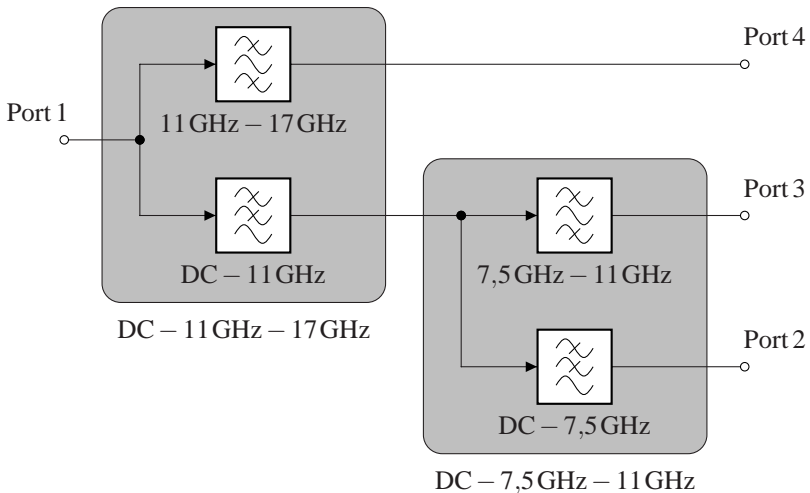 Port 4
11 GHz – 17 GHz
Port 1
Port 3
DC – 11 GHz
7,5 GHz – 11 GHz
DC – 11 GHz – 17 GHz
Port 2
DC – 7,5 GHz
DC – 7,5 GHz – 11 GHz